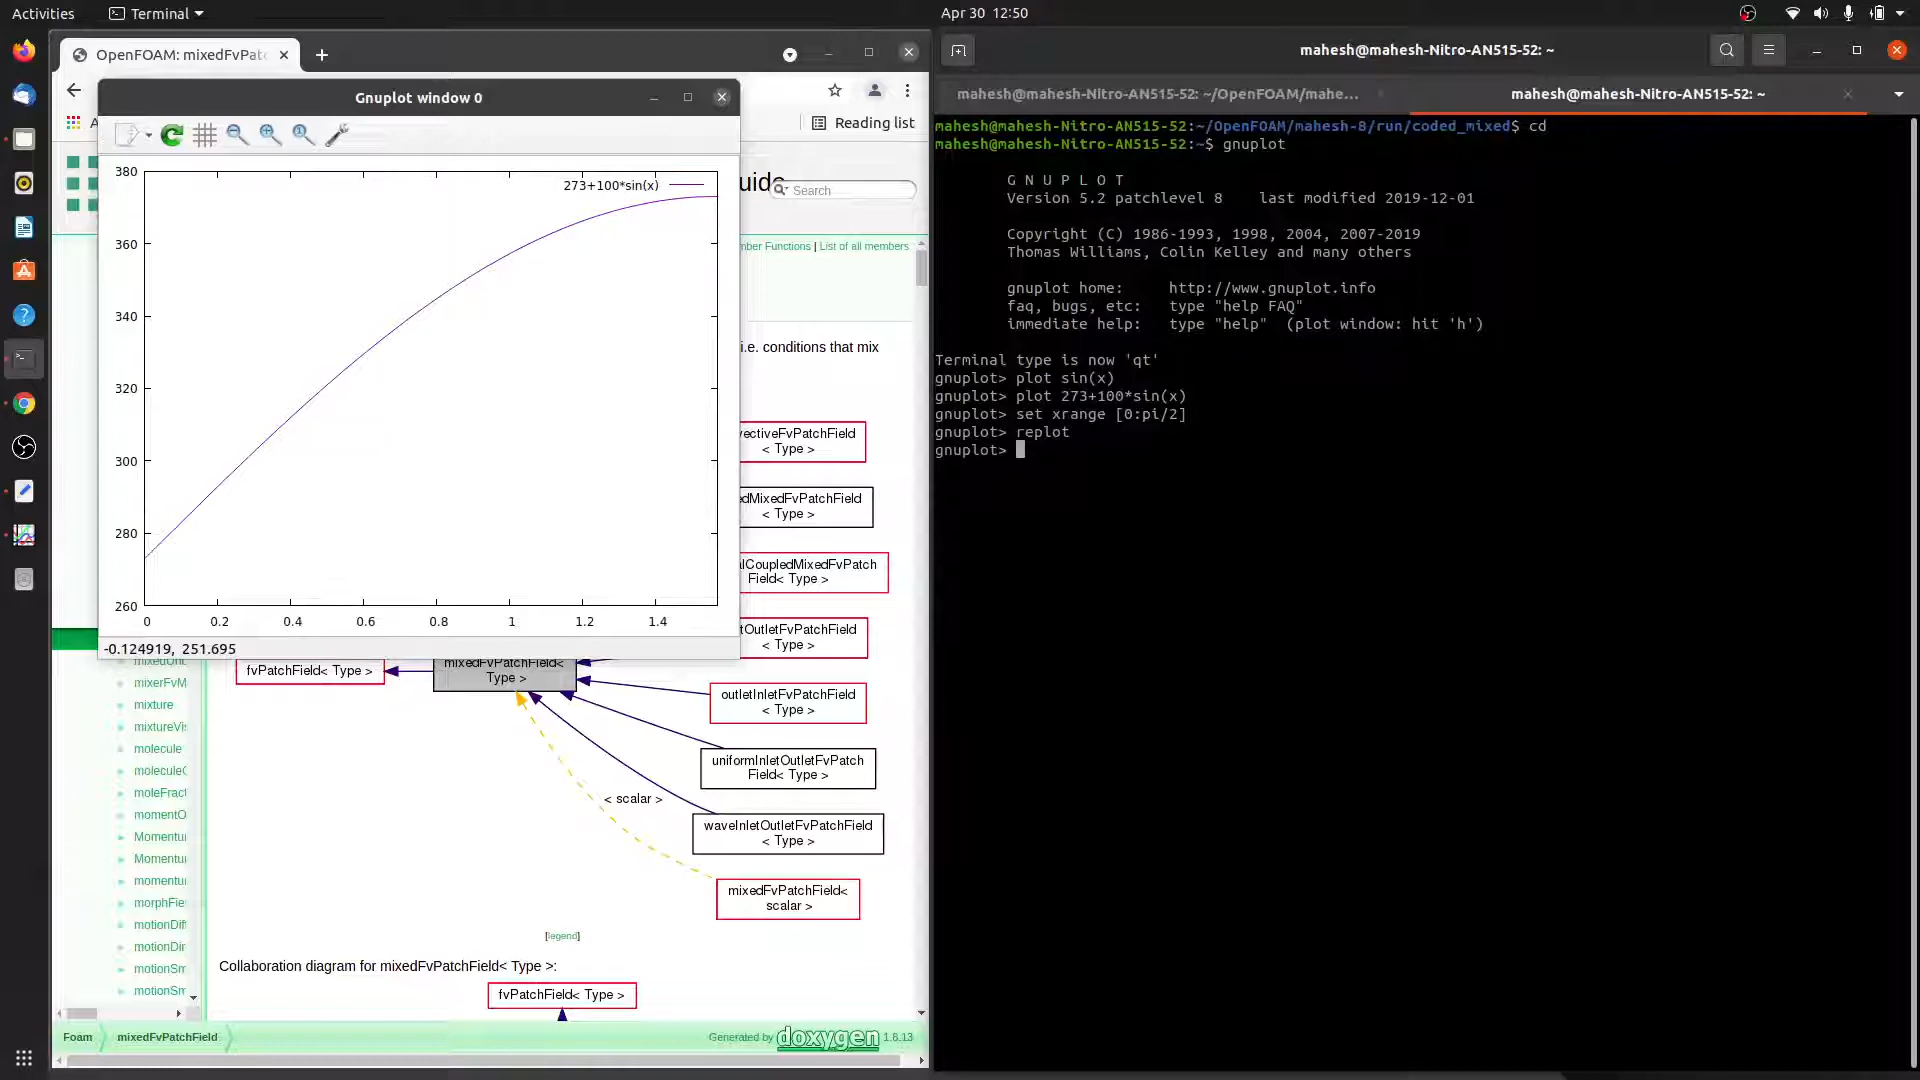 Activities
Terminal
Apr 30 12:50
OpenFOAM: mixedFvPatc
Reading list
Gnuplot window 0
380
360
340
320
300
280
260
273+100*sin(x)
0
0.2
0.4
0.6
0.8
1
1.2
1.4
-0.124919, 251.695
uide
Search
mber Functions | List of all members
i.e. conditions that mix
vectiveFvPatchField
< Type >
edMixedFvPatchField
< Type >
alCoupledMixedFvPatch
Field< Type >
tOutletFvPatchField
< Type >
fvPatchField< Type >
mixedFvPatchField<
Type >
outletInletFvPatchField
< Type >
uniformInletOutletFvPatch
Field< Type >
< scalar >
waveInletOutletFvPatchField
< Type >
mixedFvPatchField<
scalar >
[legend]
Collaboration diagram for mixedFvPatchField< Type >:
fvPatchField< Type >
mixerFvM
mixture
mixtureVi
molecule
molecule
moleFract
momentO
Momentu
Momentu
momentu
morphFie
motionDif
motionDir
motionSm
motionSm
Foam
mixedFvPatchField
Generated by doxygen 1.8.13
mahesh@mahesh-Nitro-AN515-52: ~
mahesh@mahesh-Nitro-AN515-52: ~/OpenFOAM/mahe...
mahesh@mahesh-Nitro-AN515-52: ~
mahesh@mahesh-Nitro-AN515-52:~/OpenFOAM/mahesh-8/run/coded_mixed$ cd
mahesh@mahesh-Nitro-AN515-52:~$ gnuplot
G N U P L O T
Version 5.2 patchlevel 8    last modified 2019-12-01
Copyright (C) 1986-1993, 1998, 2004, 2007-2019
Thomas Williams, Colin Kelley and many others
gnuplot home:     http://www.gnuplot.info
faq, bugs, etc:   type "help FAQ"
immediate help:   type "help"  (plot window: hit 'h')
Terminal type is now 'qt'
gnuplot> plot sin(x)
gnuplot> plot 273+100*sin(x)
gnuplot> set xrange [0:pi/2]
gnuplot> replot
gnuplot>